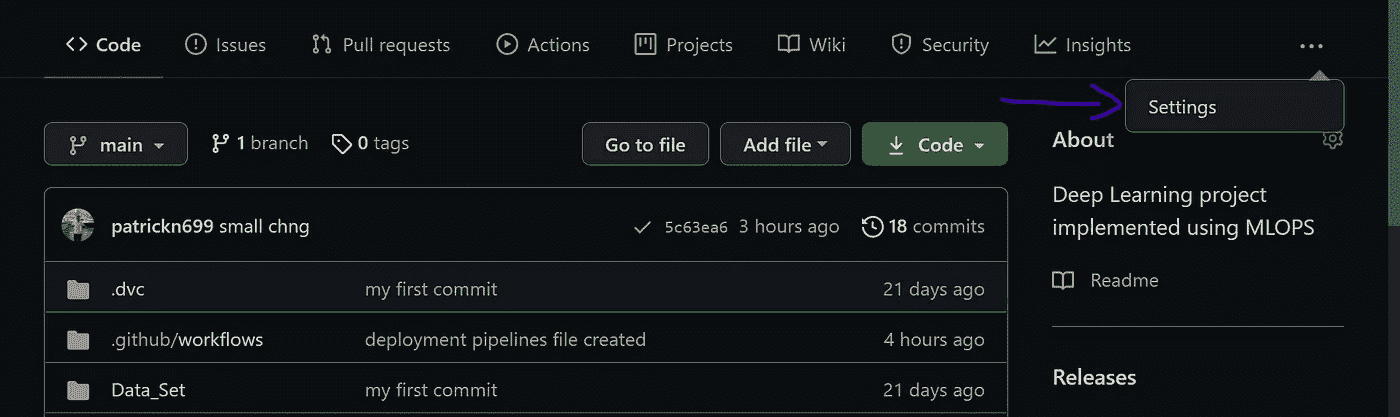 Code Issues Pull requests Actions Projects Wiki Security Insights ...
Settings
main 1 branch 0 tags Go to file Add file Code
About
Deep Learning project
implemented using MLOPS
patrickn699 small chng 5c63ea6 3 hours ago 18 commits
Readme
.dvc my first commit 21 days ago
.github/workflows deployment pipelines file created 4 hours ago
Releases
Data_Set my first commit 21 days ago